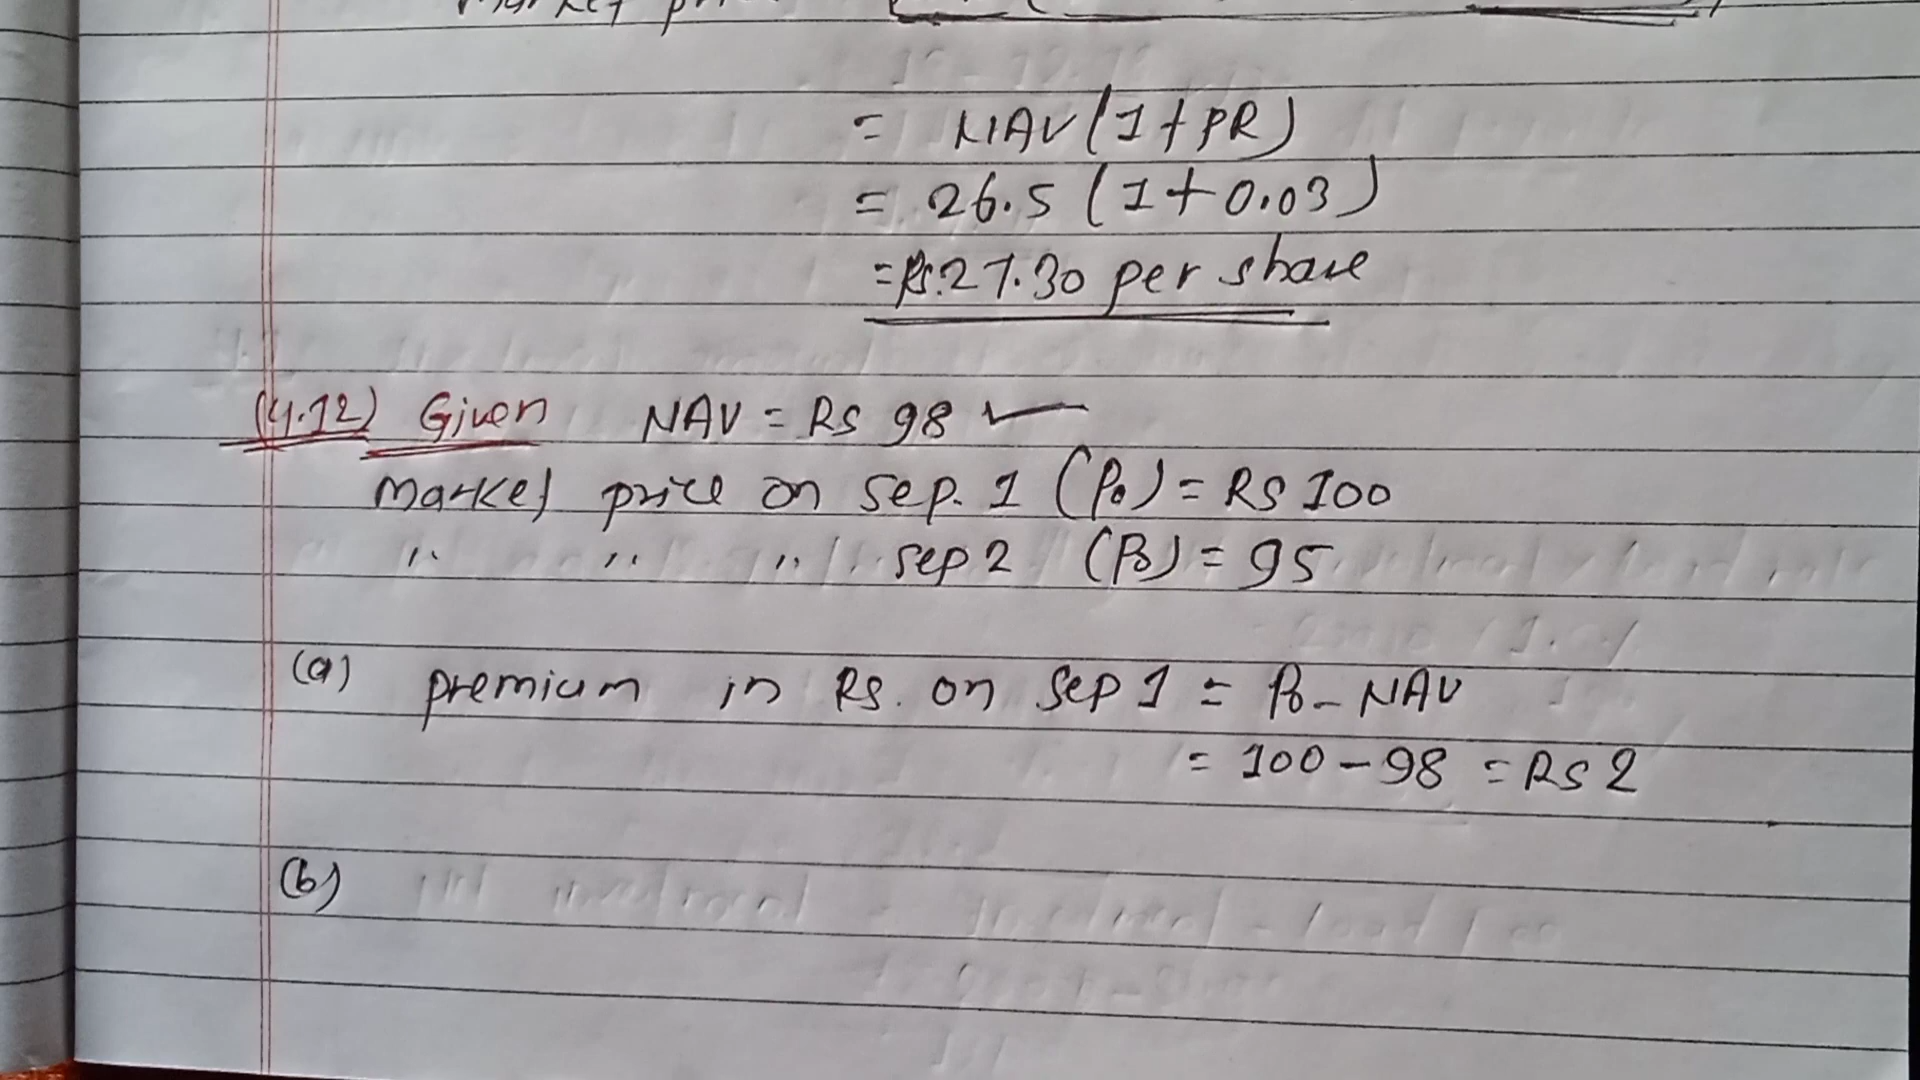 market
= NAV (1 + PR)
= 26.5 (1 + 0.03)
= Rs. 27.30 per share
(4.12) Given NAV = RS 98
Market price on sep. 1 (P0) = RS 100
,, ,, ,, sep 2 (P0) = 95
(a) premium in RS. on Sep 1 = P0 - NAV
= 100 - 98 = RS 2
(b)